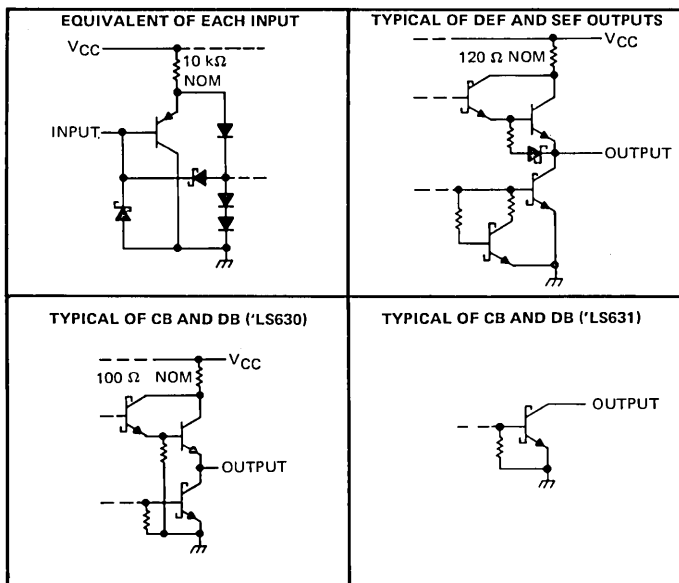 EQUIVALENT OF EACH INPUT
VCC
10 kΩ
NOM
INPUT
TYPICAL OF DEF AND SEF OUTPUTS
VCC
120 Ω NOM
OUTPUT
TYPICAL OF CB AND DB ('LS630)
VCC
100 Ω NOM
OUTPUT
TYPICAL OF CB AND DB ('LS631)
OUTPUT